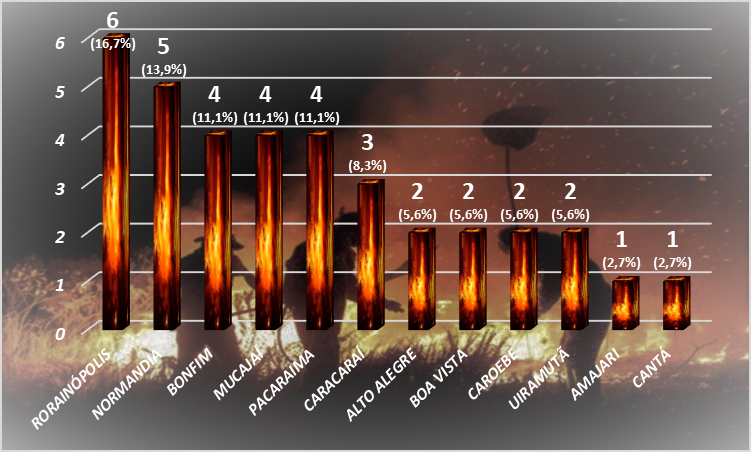 6
(16,7%)
5
(13,9%)
4
(11,1%)
4
(11,1%)
4
(11,1%)
3
(8,3%)
2
(5,6%)
2
(5,6%)
2
(5,6%)
2
(5,6%)
1
(2,7%)
1
(2,7%)
6
5
4
3
2
1
0
RORAINÓPOLIS
NORMANDIA
BONFIM
MUCAJAÍ
PACARAIMA
CARACARAÍ
ALTO ALEGRE
BOA VISTA
CAROEBE
UIRAMUTÃ
AMAJARI
CANTÁ